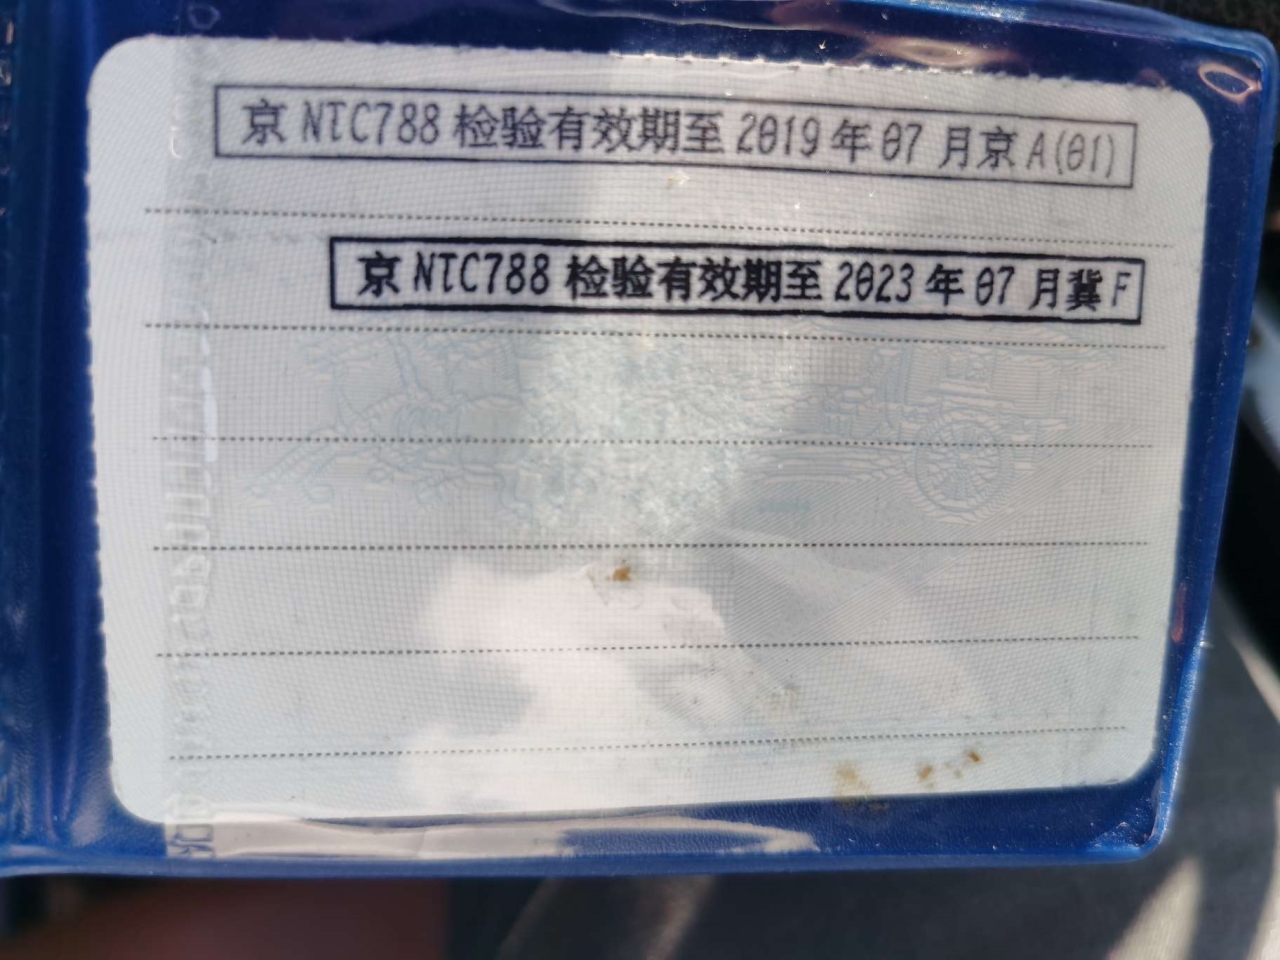 京 NTC788 检验有效期至 2019 年 07 月京 A(01)
京 NTC788 检验有效期至 2023 年 07 月冀 F